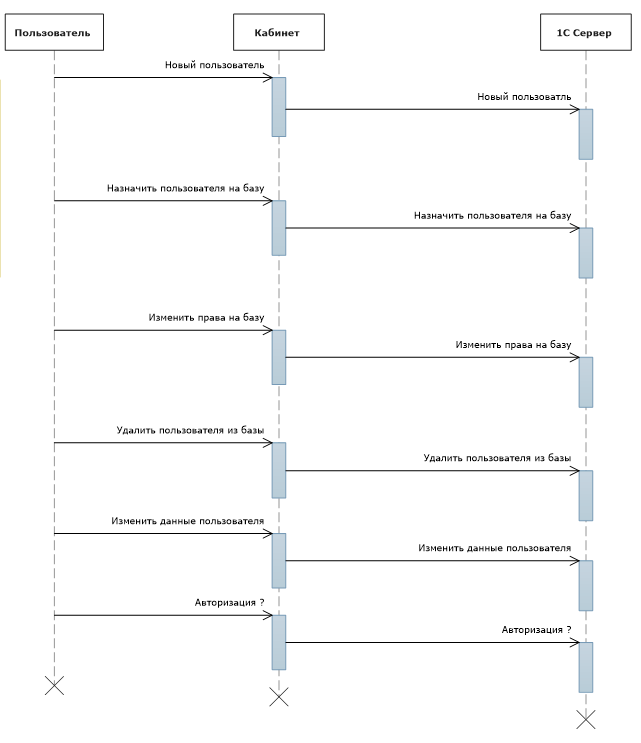 Пользователь
Кабинет
1С Сервер
Новый пользователь
Новый пользоватль
Назначить пользователя на базу
Назначить пользователя на базу
Изменить права на базу
Изменить права на базу
Удалить пользователя из базы
Удалить пользователя из базы
Изменить данные пользователя
Изменить данные пользователя
Авторизация ?
Авторизация ?